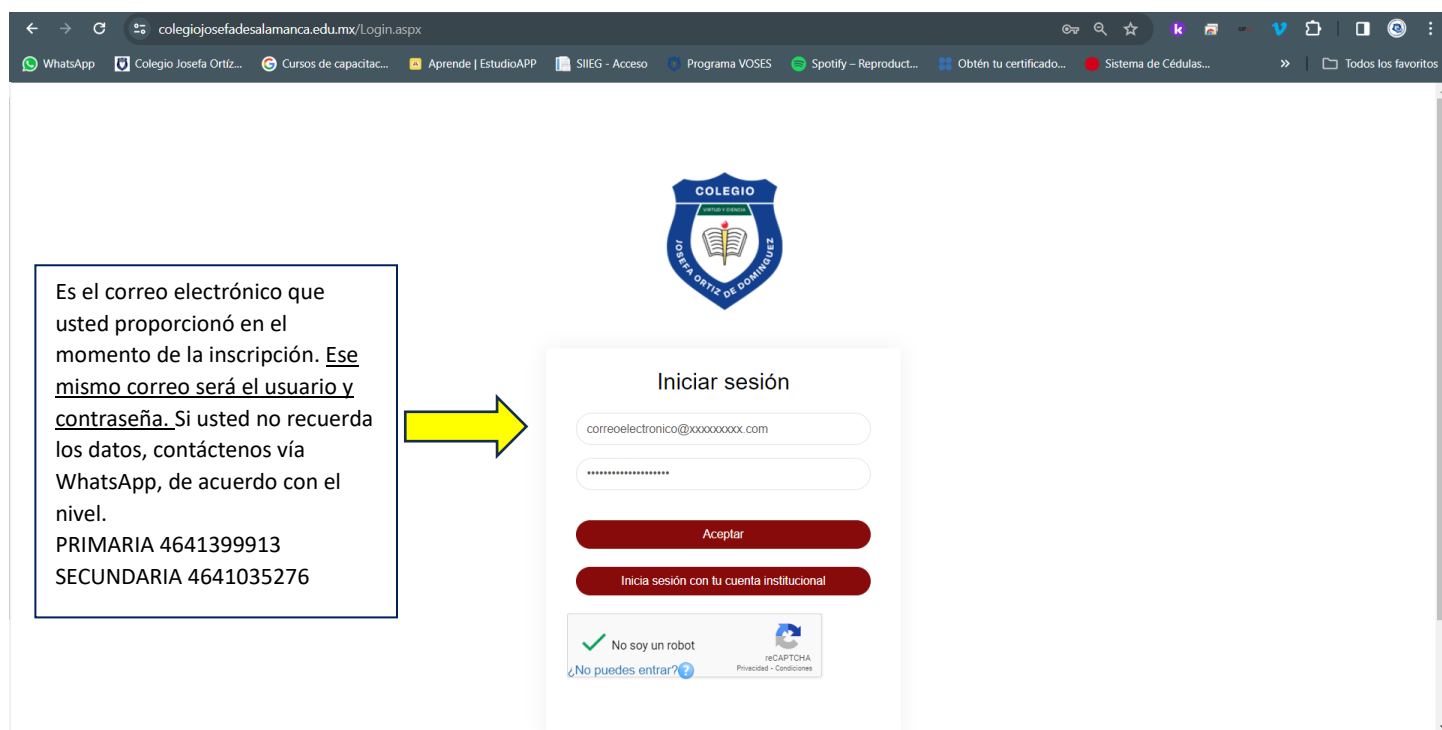 colegiojosefadesalamanca.edu.mx/Login.aspx
WhatsApp Colegio Josefa Ortíz... Cursos de capacitac... Aprende | EstudioAPP SIIEG - Acceso Programa VOSES Spotify – Reproduct... Obtén tu certificado... Sistema de Cédulas... » Todos los favoritos
COLEGIO
VIRTUD Y CIENCIA
JOSEFA ORTIZ DE DOMINGUEZ
Es el correo electrónico que
usted proporcionó en el
momento de la inscripción. Ese
mismo correo será el usuario y
contraseña. Si usted no recuerda
los datos, contáctenos vía
WhatsApp, de acuerdo con el
nivel.
PRIMARIA 4641399913
SECUNDARIA 4641035276
Iniciar sesión
correoelectronico@xxxxxxxxx.com
•••••••••••••••••••
Aceptar
Inicia sesión con tu cuenta institucional
No soy un robot
reCAPTCHA
Privacidad - Condiciones
¿No puedes entrar??